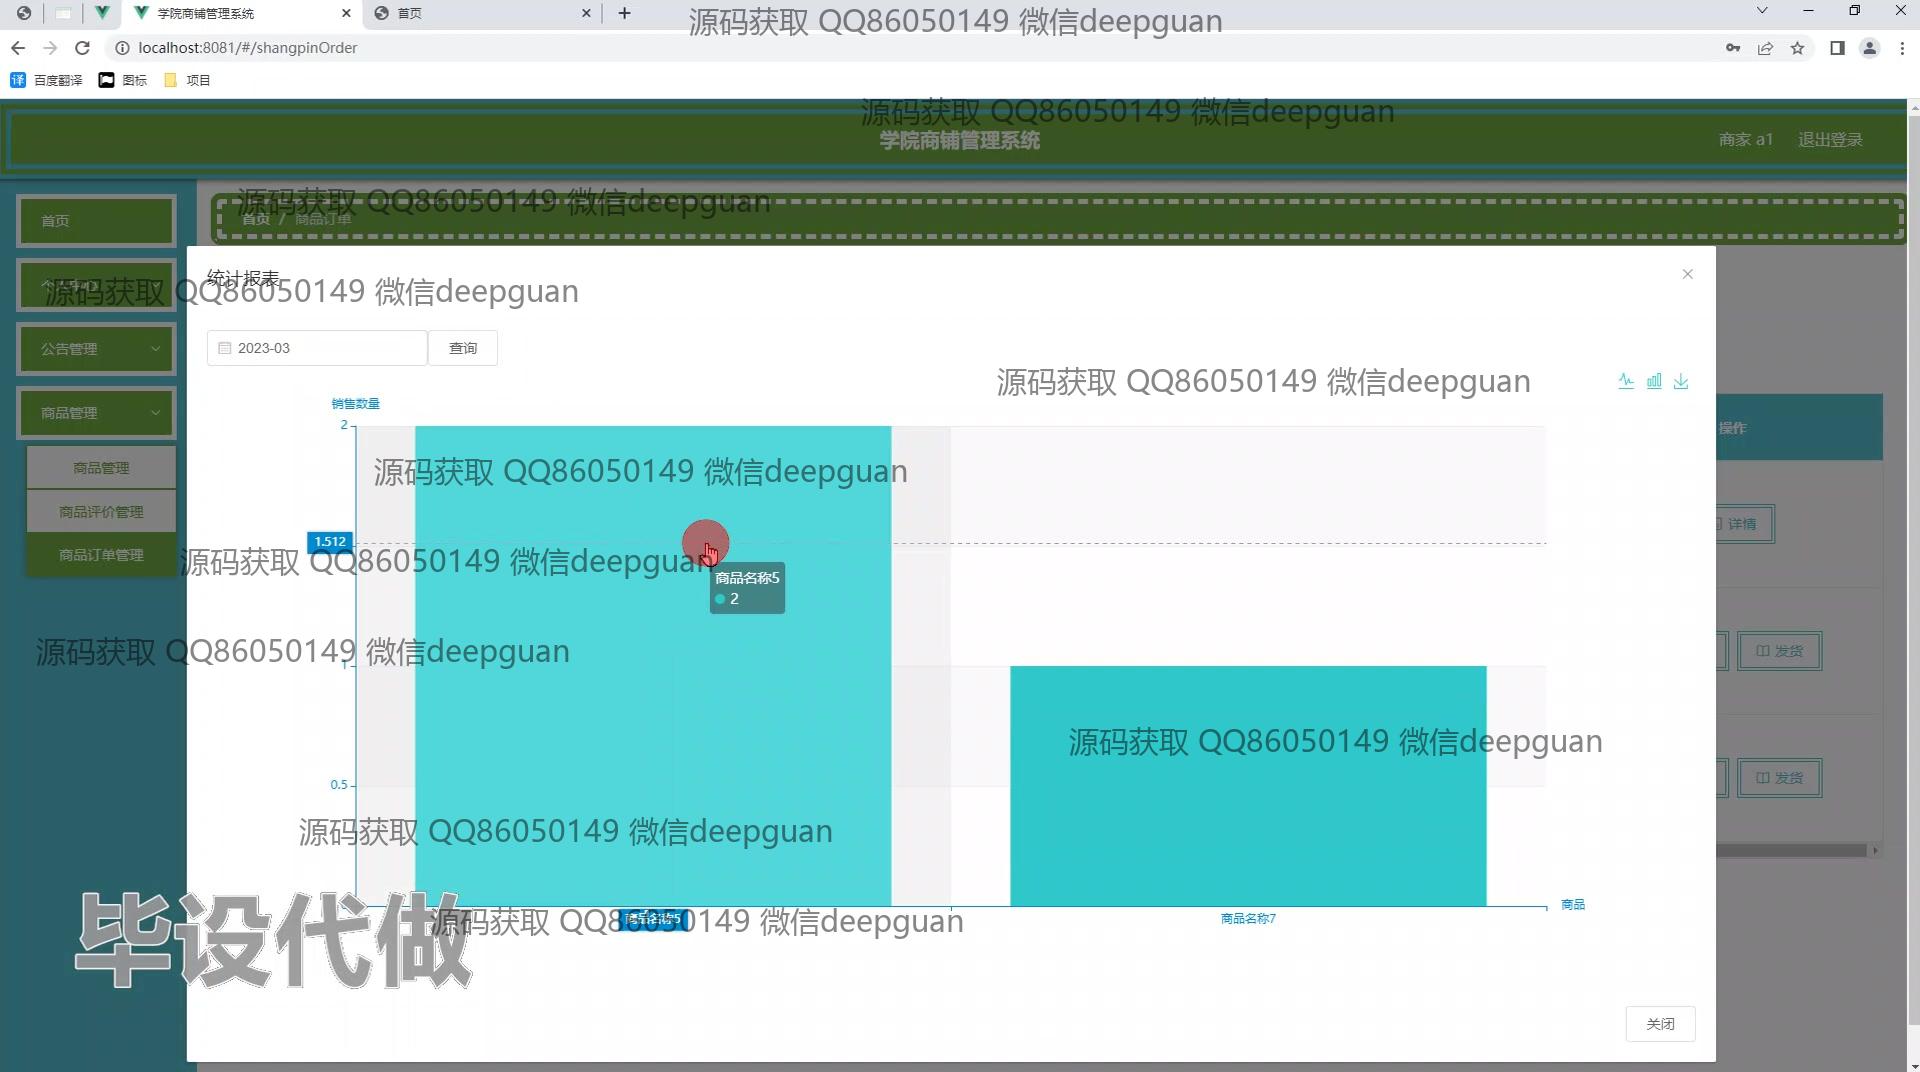 学院商铺管理系统
首页
源码获取 QQ86050149 微信deepguan
localhost:8081/#/shangpinOrder
百度翻译
图标
项目
源码获取 QQ86050149 微信deepguan
学院商铺管理系统
商家 a1
退出登录
源码获取 QQ86050149 微信deepguan
首页 / 商品订单
首页
统计报表
源码获取 QQ86050149 微信deepguan
公告管理
2023-03
查询
源码获取 QQ86050149 微信deepguan
商品管理
销售数量
2
操作
商品管理
源码获取 QQ86050149 微信deepguan
商品评价管理
详情
1.512
商品订单管理
源码获取 QQ86050149 微信deepguan
商品名称5
2
源码获取 QQ86050149 微信deepguan
发货
1
源码获取 QQ86050149 微信deepguan
0.5
发货
源码获取 QQ86050149 微信deepguan
商品
商品名称5
源码获取 QQ86050149 微信deepguan
商品名称7
毕设代做
关闭